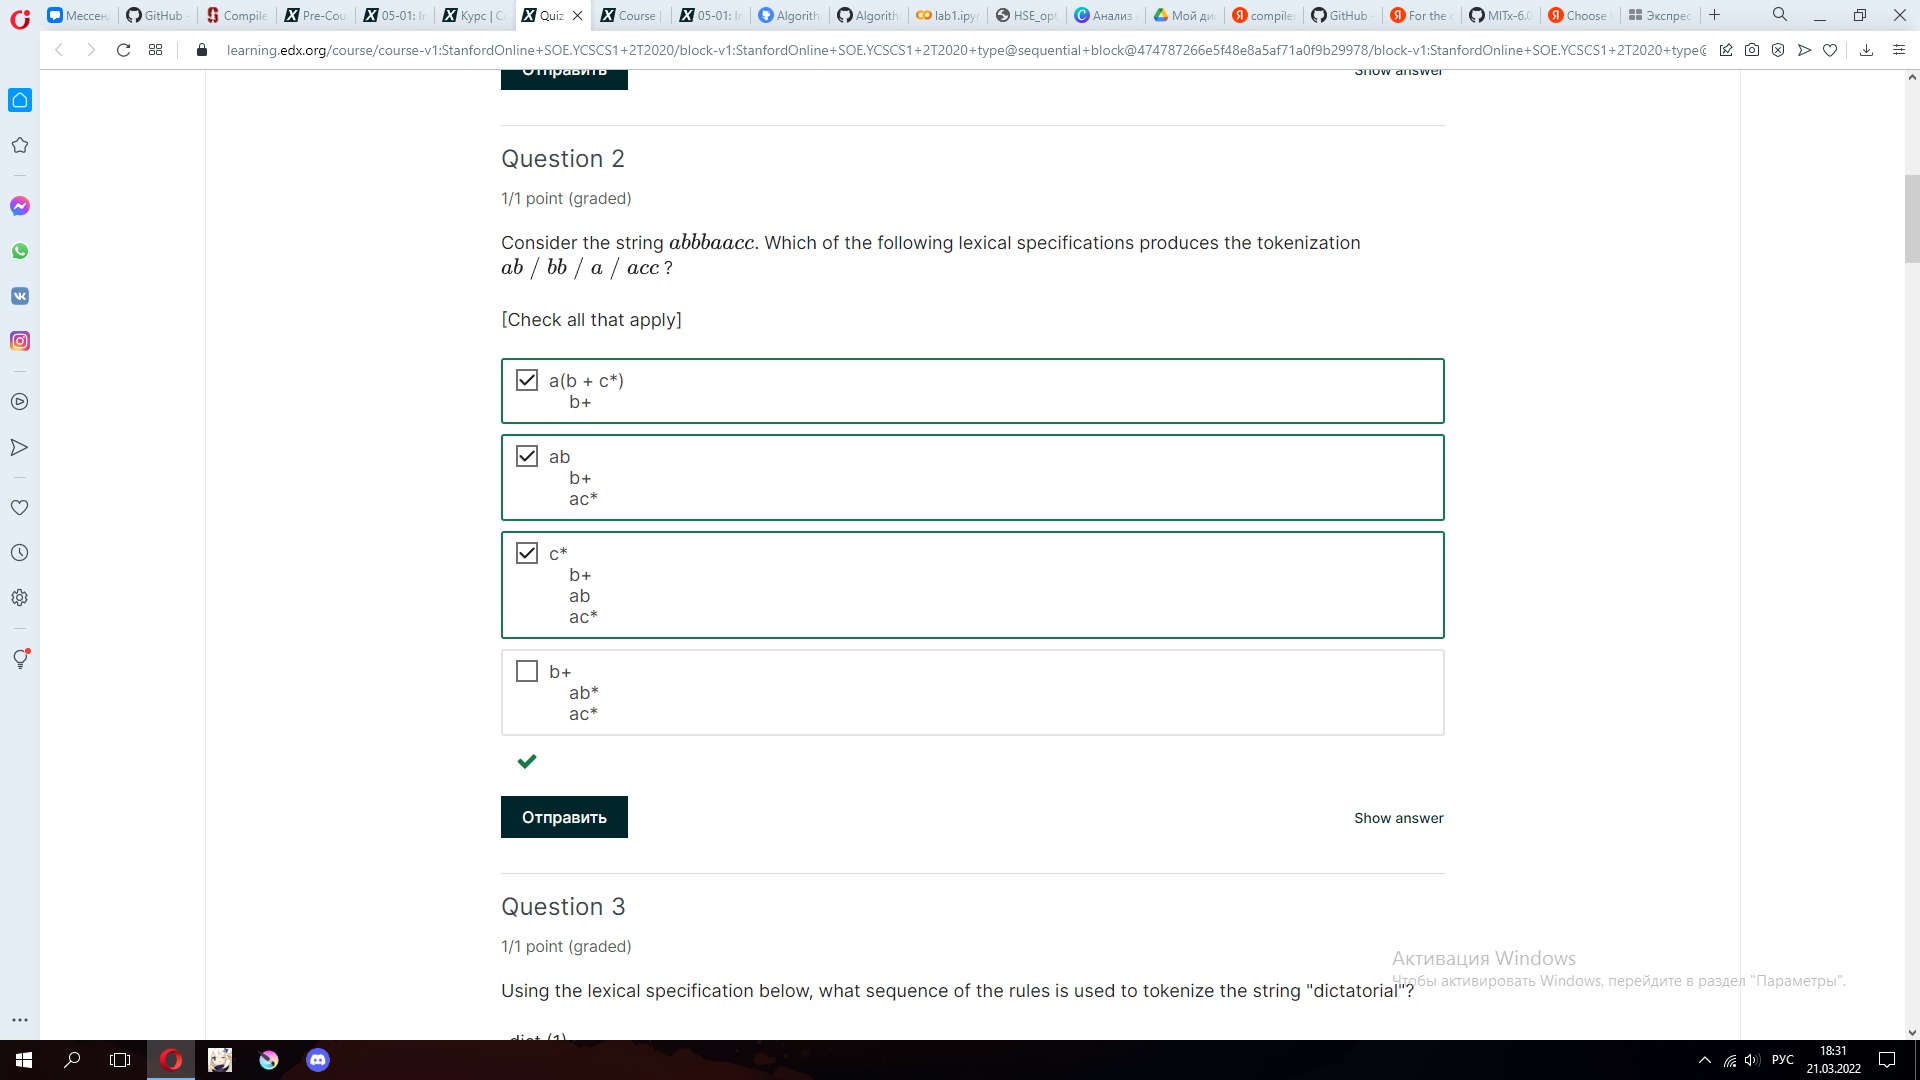 Мессен
GitHub
Compile
Pre-Cou
05-01: Ir
Курс | C
Quiz
Course
05-01: Ir
Algorith
Algorith
lab1.ipy
HSE_opt
Анализ
Мой ди
compile
GitHub
For the
MITx-6.0
Choose
Экспрес
learning.edx.org/course/course-v1:StanfordOnline+SOE.YCSCS1+2T2020/block-v1:StanfordOnline+SOE.YCSCS1+2T2020+type@sequential+block@474787266e5f48e8a5af71a0f9b29978/block-v1:StanfordOnline+SOE.YCSCS1+2T2020+type@
Отправить
Show answer
Question 2
1/1 point (graded)
Consider the string abbbaacc. Which of the following lexical specifications produces the tokenization
ab / bb / a / acc ?
[Check all that apply]
a(b + c*)
b+
ab
b+
ac*
c*
b+
ab
ac*
b+
ab*
ac*
Отправить
Show answer
Question 3
1/1 point (graded)
Using the lexical specification below, what sequence of the rules is used to tokenize the string "dictatorial"?
dict (1)
Активация Windows
Чтобы активировать Windows, перейдите в раздел "Параметры".
РУС
18:31
21.03.2022